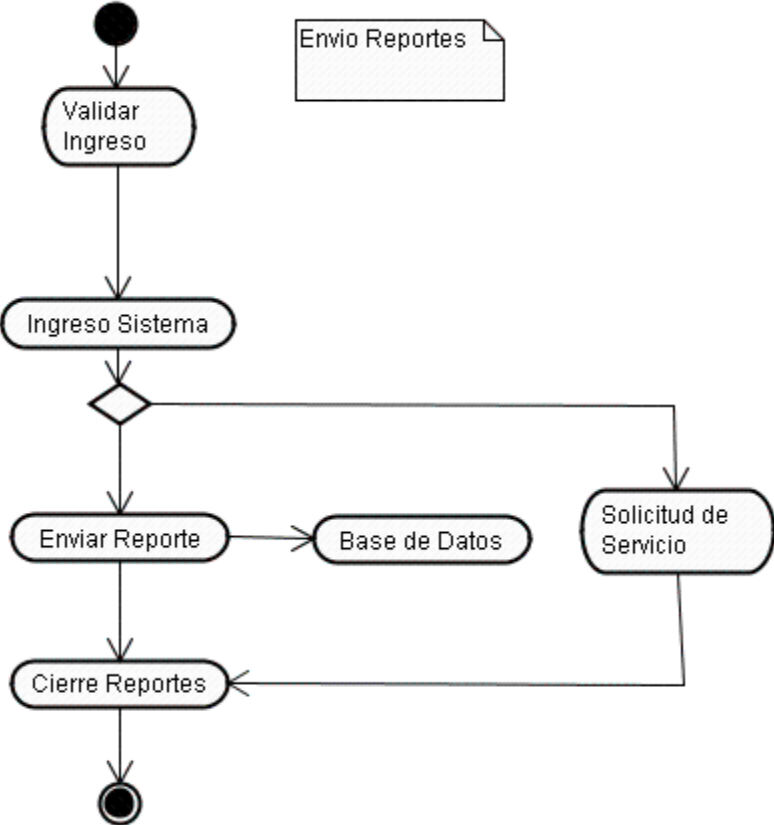 Envio Reportes
Validar
Ingreso
Ingreso Sistema
Enviar Reporte
Base de Datos
Solicitud de
Servicio
Cierre Reportes